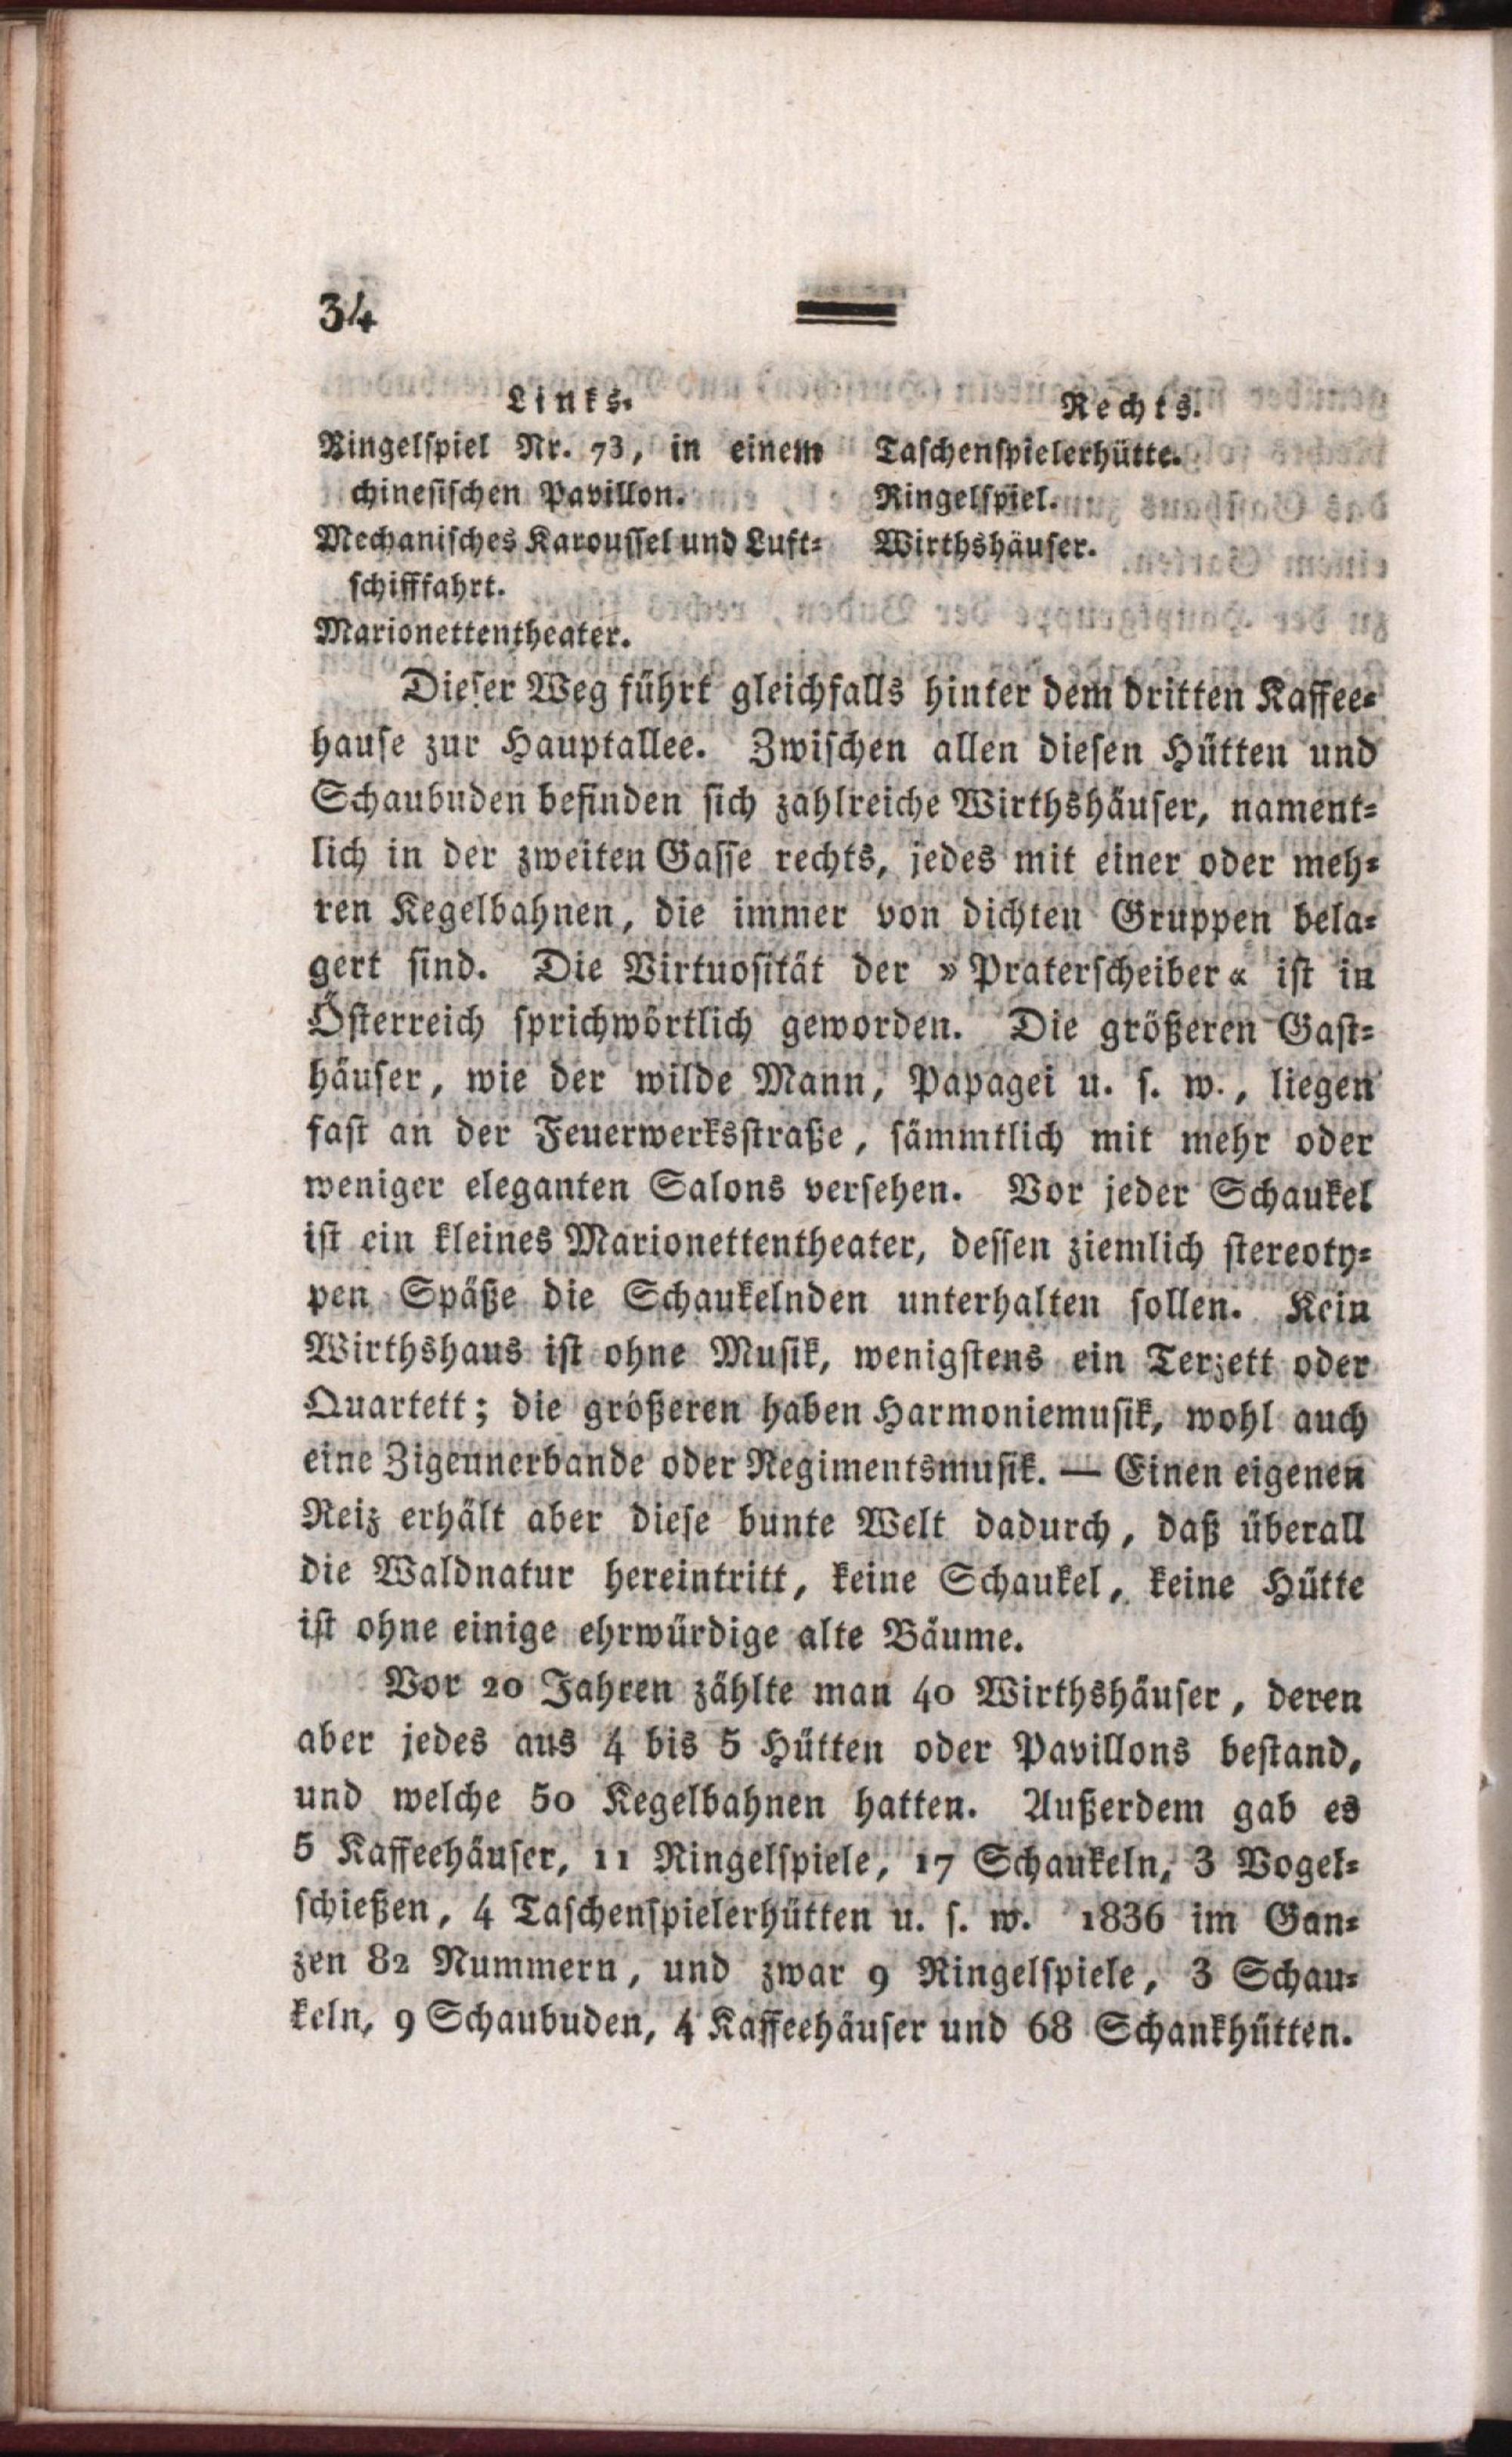 34
Links.
Ringelspiel Nr. 73, in einem
chinesischen Pavillon.
Mechanisches Karoussel und Luft-
schifffahrt.
Marionettentheater.
Rechts.
Taschenspielerhütte.
Ringelspiel.
Wirthshäuser.
Dieser Weg führt gleichfalls hinter dem dritten Kaffee-
hause zur Hauptallee. Zwischen allen diesen Hütten und
Schaubuden befinden sich zahlreiche Wirthshäuser, nament-
lich in der zweiten Gasse rechts, jedes mit einer oder meh-
ren Kegelbahnen, die immer von dichten Gruppen bela-
gert sind. Die Virtuosität der »Praterscheiber« ist in
Österreich sprichwörtlich geworden. Die größeren Gast-
häuser, wie der wilde Mann, Papagei u. s. w., liegen
fast an der Feuerwerksstraße, sämmtlich mit mehr oder
weniger eleganten Salons versehen. Vor jeder Schaukel
ist ein kleines Marionettentheater, dessen ziemlich stereoty-
pen Späße die Schaukelnden unterhalten sollen. Kein
Wirthshaus ist ohne Musik, wenigstens ein Terzett oder
Quartett; die größeren haben Harmoniemusik, wohl auch
eine Zigeunerbande oder Regimentsmusik. — Einen eigenen
Reiz erhält aber diese bunte Welt dadurch, daß überall
die Waldnatur hereintritt, keine Schaukel, keine Hütte
ist ohne einige ehrwürdige alte Bäume.
Vor 20 Jahren zählte man 40 Wirthshäuser, deren
aber jedes aus 4 bis 5 Hütten oder Pavillons bestand,
und welche 50 Kegelbahnen hatten. Außerdem gab es
5 Kaffeehäuser, 11 Ringelspiele, 17 Schaukeln, 3 Vogel-
schießen, 4 Taschenspielerhütten u. s. w. 1836 im Gan-
zen 82 Nummern, und zwar 9 Ringelspiele, 3 Schau-
keln, 9 Schaubuden, 4 Kaffeehäuser und 68 Schankhütten.